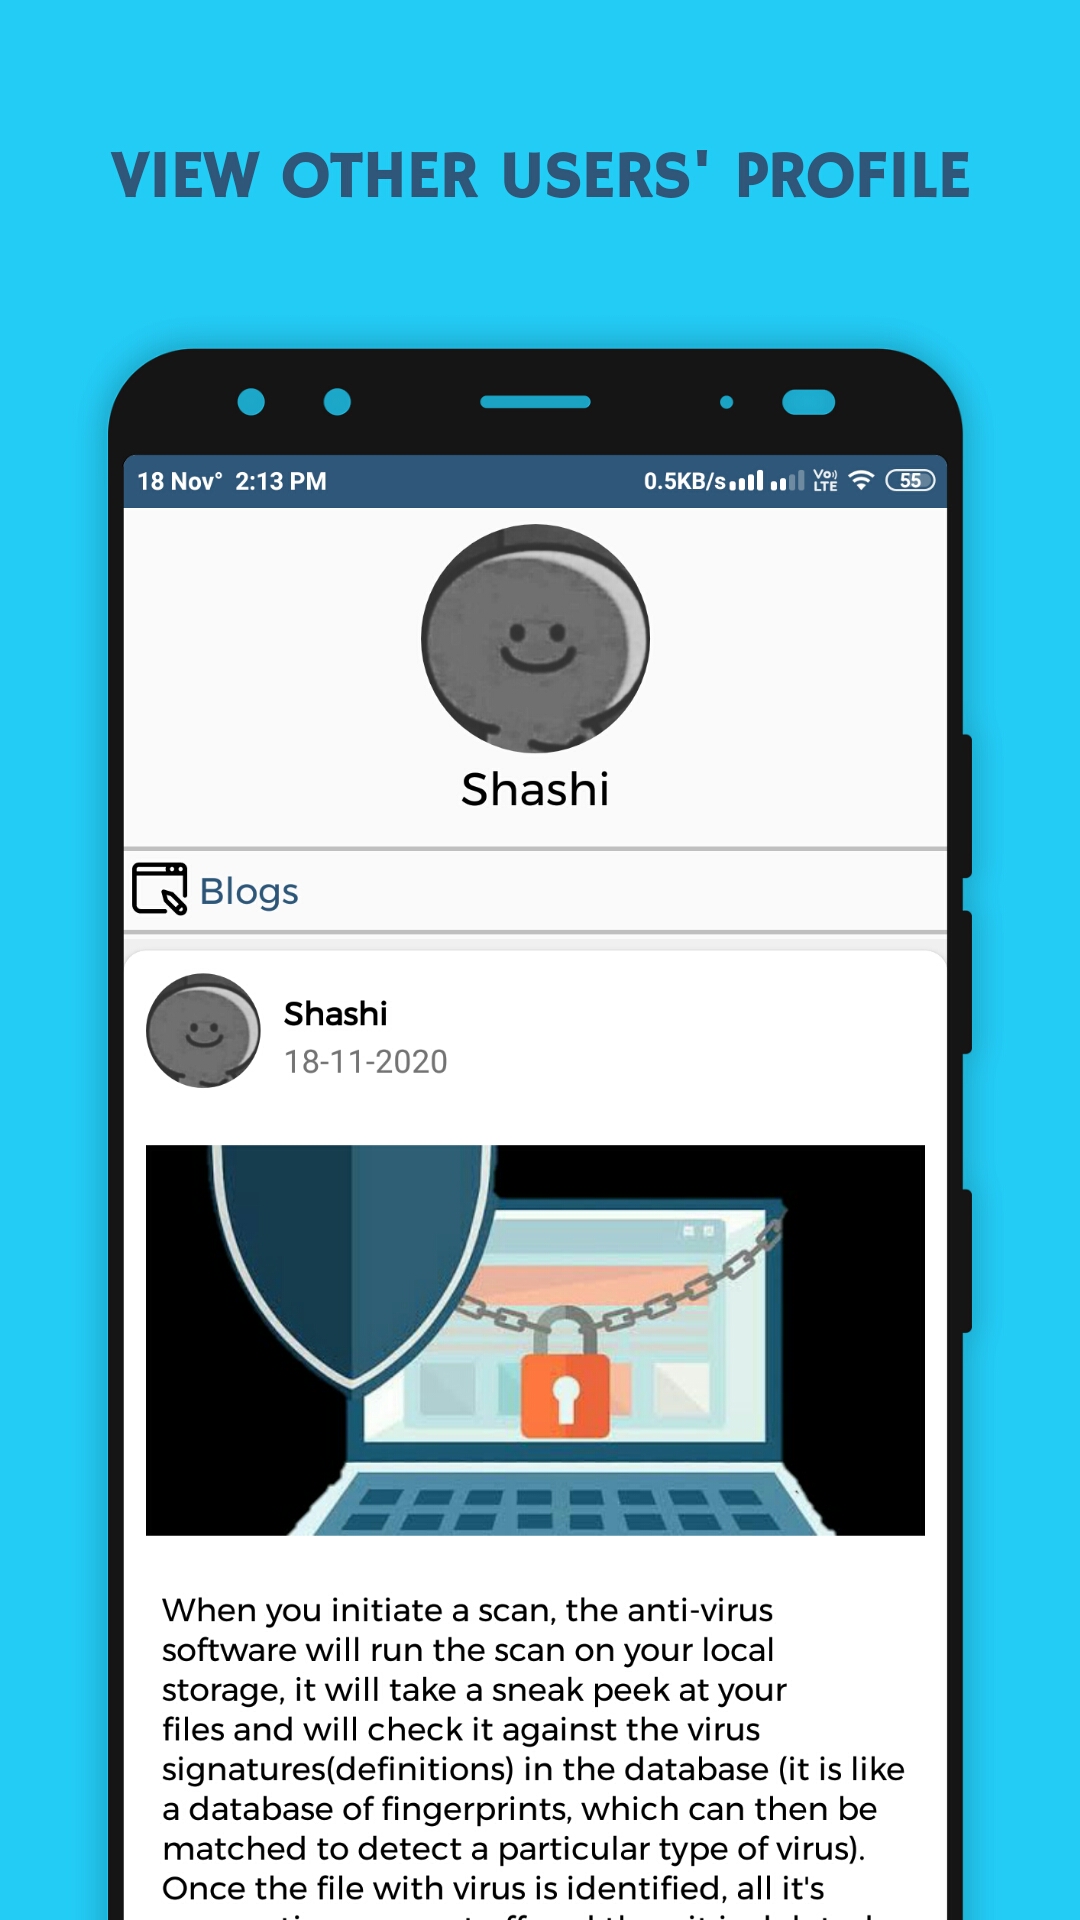 VIEW OTHER USERS' PROFILE
18 Nov° 2:13 PM 0.5KB/s Vo) LTE 55
Shashi
Blogs
Shashi
18-11-2020
When you initiate a scan, the anti-virus
software will run the scan on your local
storage, it will take a sneak peek at your
files and will check it against the virus
signatures(definitions) in the database (it is like
a database of fingerprints, which can then be
matched to detect a particular type of virus).
Once the file with virus is identified, all it's